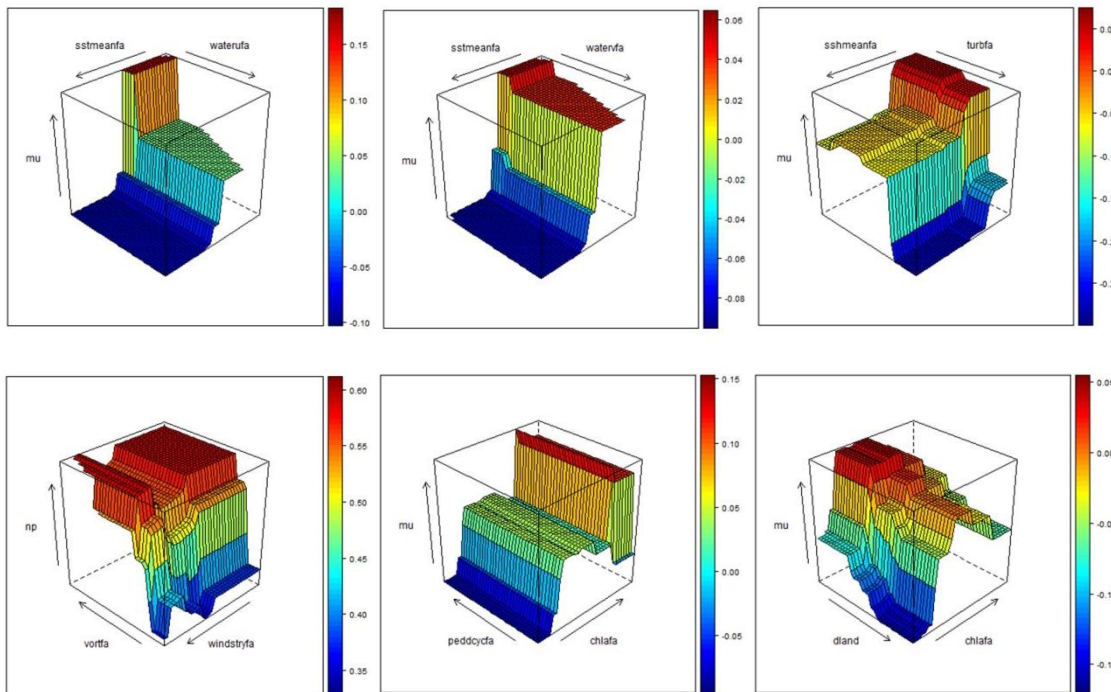 sstmeanfa waterufa
mu
0.15
0.10
0.05
0.00
-0.05
-0.10
sstmeanfa watervfa
mu
0.06
0.04
0.02
0.00
-0.02
-0.04
-0.06
-0.08
sshmeanfa turbfa
mu
np
vortfa windstryfa
0.60
0.55
0.50
0.45
0.40
0.35
mu
peddcycfa chlafa
0.15
0.10
0.05
0.00
-0.05
mu
dland chlafa